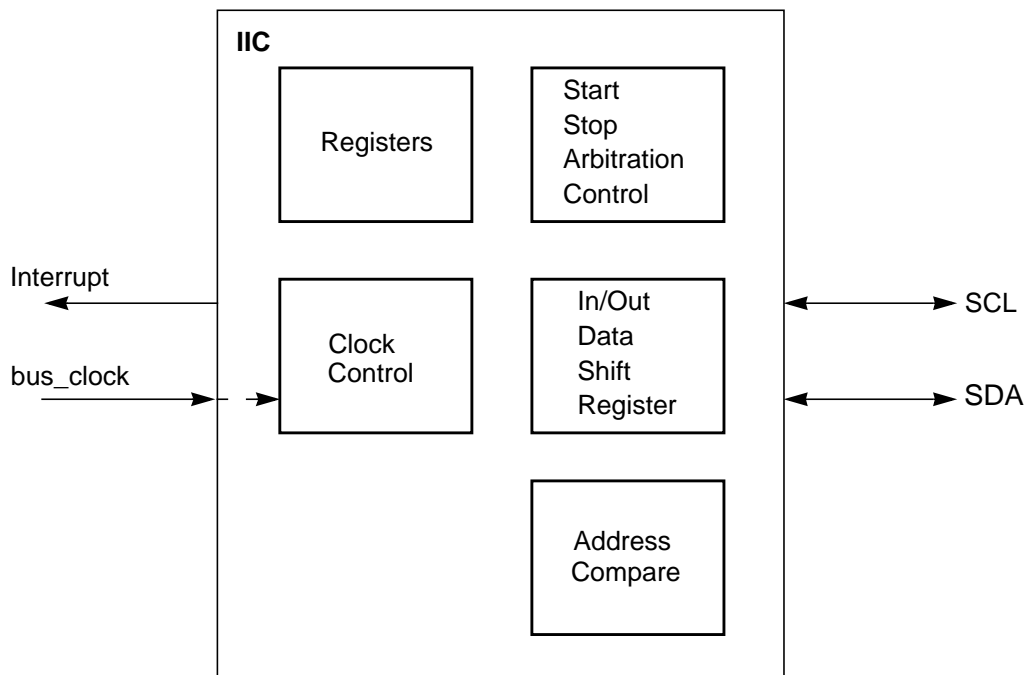 IIC
Registers
Start
Stop
Arbitration
Control
Interrupt
bus_clock
Clock
Control
In/Out
Data
Shift
Register
SCL
SDA
Address
Compare